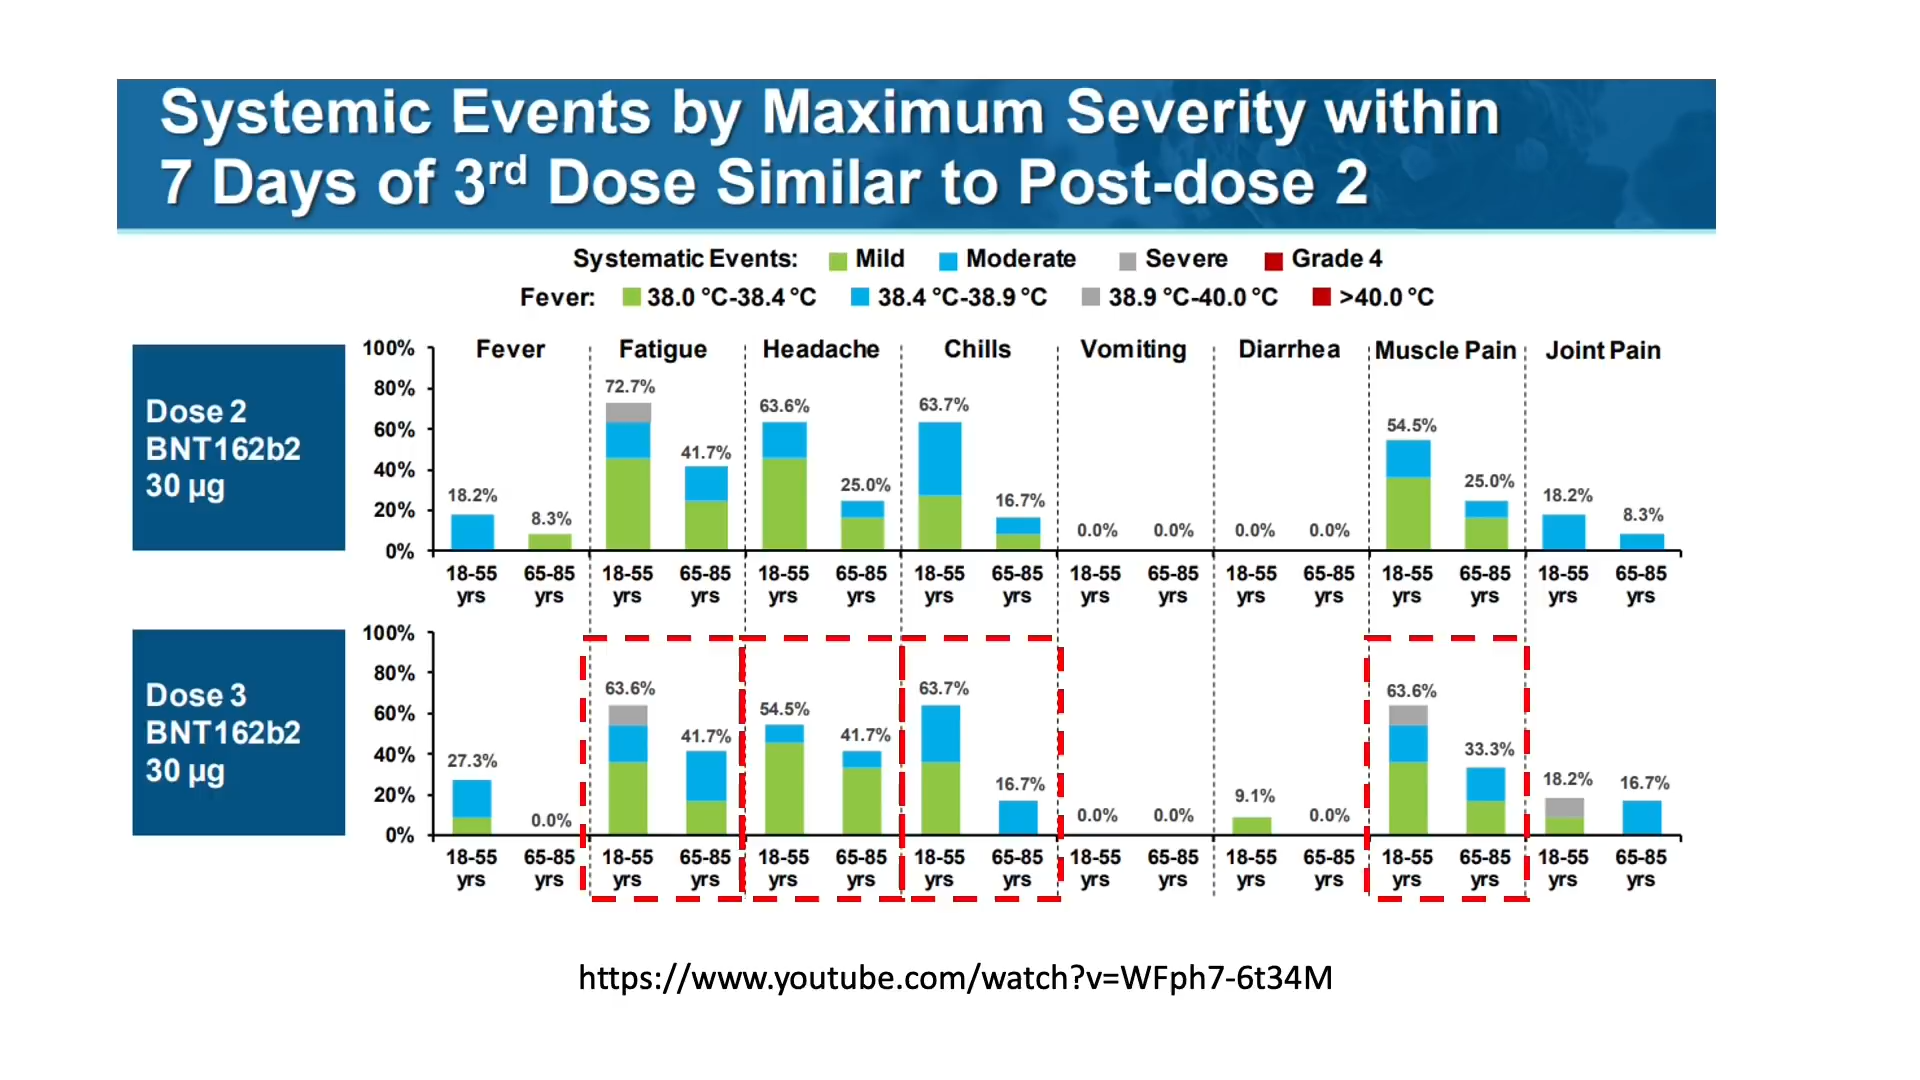 Systemic Events by Maximum Severity within
7 Days of 3rd Dose Similar to Post-dose 2
Systematic Events: Mild Moderate Severe Grade 4
Fever: 38.0 °C-38.4 °C 38.4 °C-38.9 °C 38.9 °C-40.0 °C >40.0 °C
Dose 2
BNT162b2
30 µg
100%
80%
60%
40%
20%
0%
Fever Fatigue Headache Chills Vomiting Diarrhea Muscle Pain Joint Pain
18.2% 8.3% 72.7% 41.7% 63.6% 25.0% 63.7% 16.7% 0.0% 0.0% 0.0% 0.0% 54.5% 25.0% 18.2% 8.3%
18-55 65-85 18-55 65-85 18-55 65-85 18-55 65-85 18-55 65-85 18-55 65-85 18-55 65-85 18-55 65-85
yrs yrs yrs yrs yrs yrs yrs yrs yrs yrs yrs yrs yrs yrs yrs yrs
Dose 3
BNT162b2
30 µg
100%
80%
60%
40%
20%
0%
27.3% 0.0% 63.6% 41.7% 54.5% 41.7% 63.7% 16.7% 0.0% 0.0% 9.1% 0.0% 63.6% 33.3% 18.2% 16.7%
18-55 65-85 18-55 65-85 18-55 65-85 18-55 65-85 18-55 65-85 18-55 65-85 18-55 65-85 18-55 65-85
yrs yrs yrs yrs yrs yrs yrs yrs yrs yrs yrs yrs yrs yrs yrs yrs
https://www.youtube.com/watch?v=WFph7-6t34M